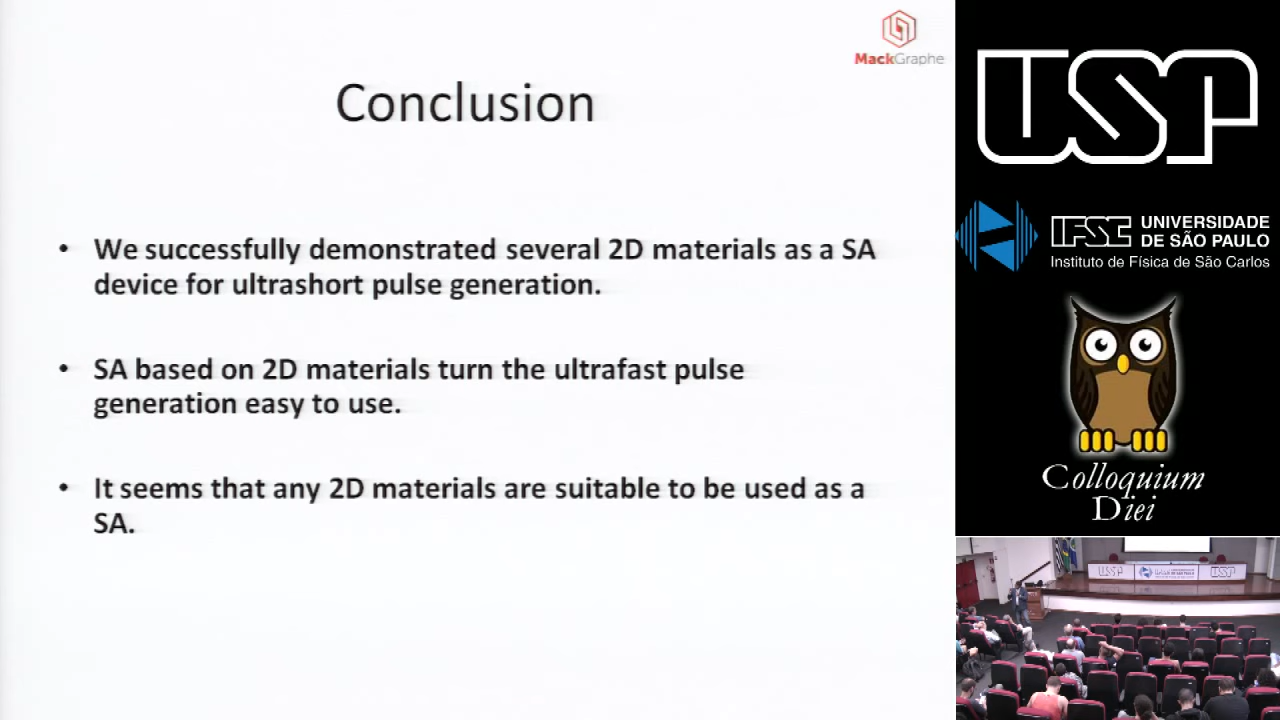 MackGraphe
Conclusion
• We successfully demonstrated several 2D materials as a SA
device for ultrashort pulse generation.
• SA based on 2D materials turn the ultrafast pulse
generation easy to use.
• It seems that any 2D materials are suitable to be used as a
SA.
USP
IFSC UNIVERSIDADE
DE SÃO PAULO
Instituto de Física de São Carlos
Colloquium
Diei
USP